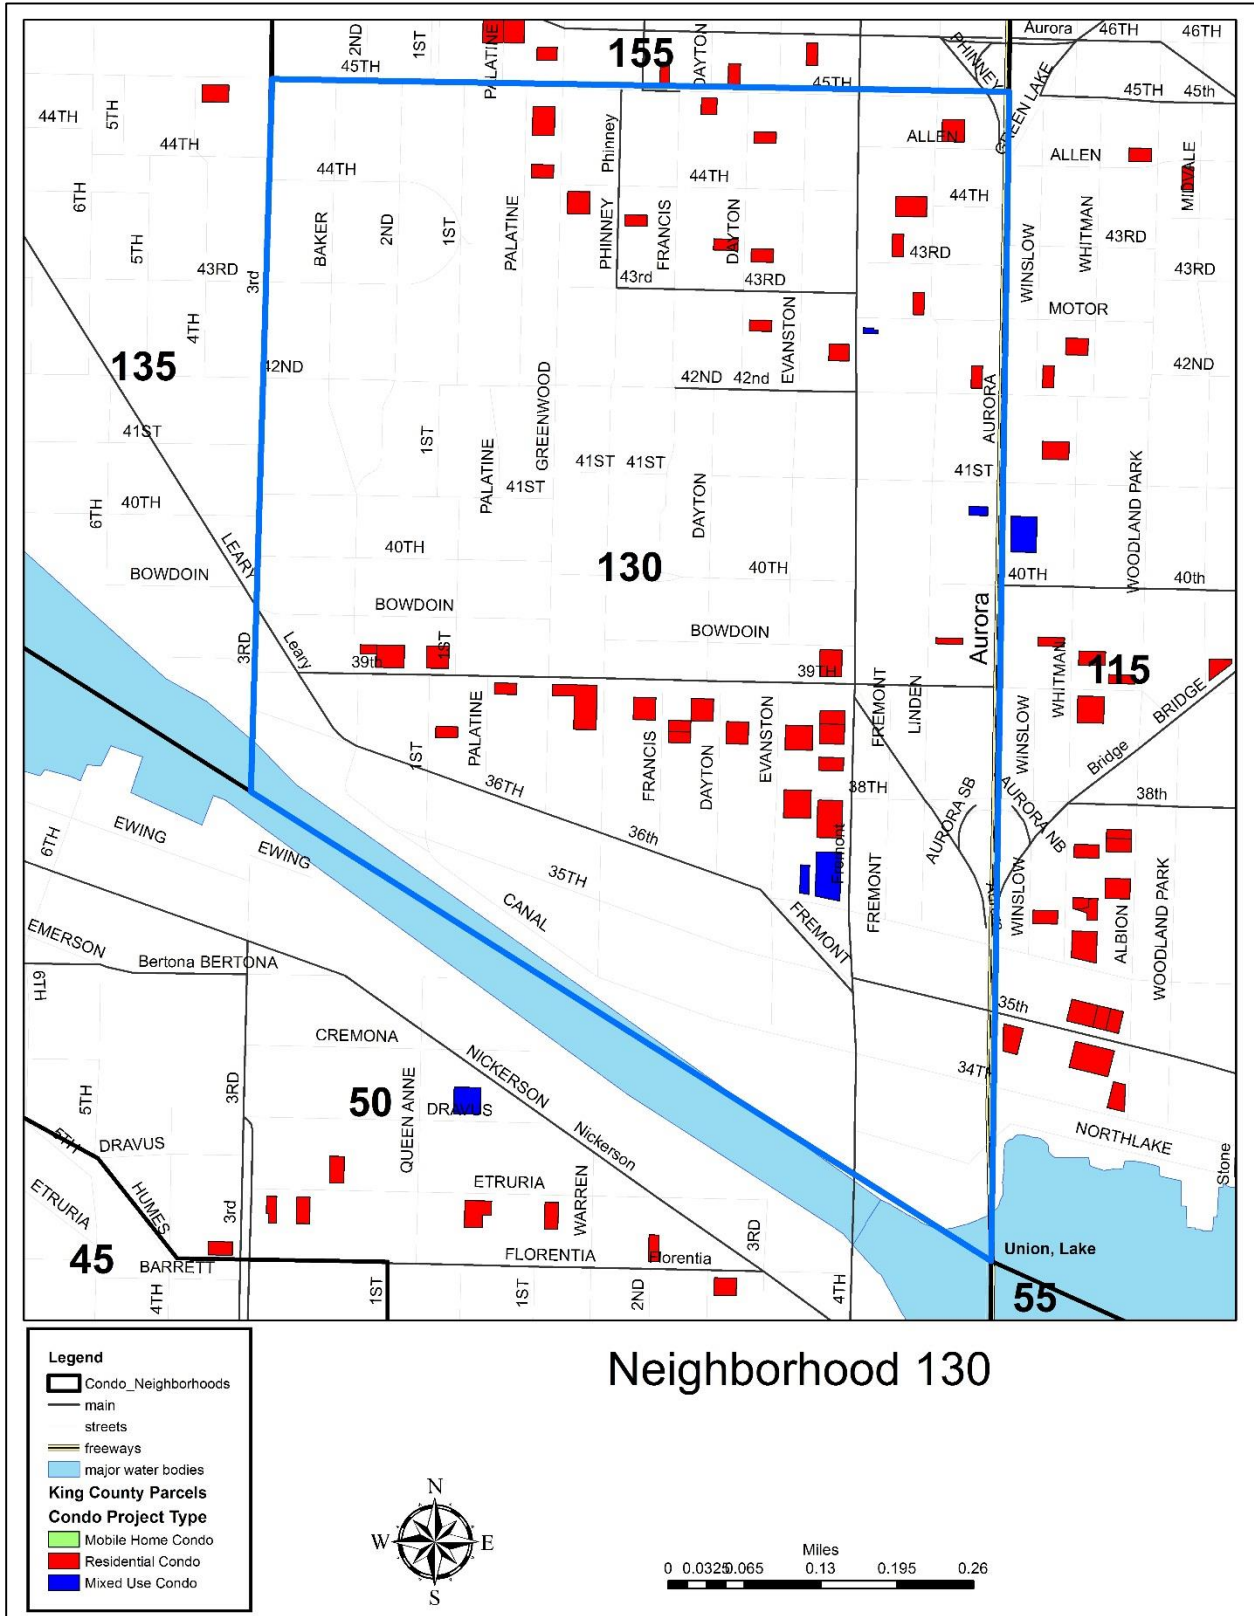 2ND
1ST
45TH
PALATINE
155
DAYTON
45TH
PHINNEY
Aurora
46TH
46TH
GREEN LAKE
45TH
45th
44TH
5TH
44TH
6TH
5TH
43RD
4TH
3rd
135
41ST
40TH
6TH
LEARY
BOWDOIN
3RD
44TH
BAKER
2ND
1ST
PALATINE
Phinney
PHINNEY
44TH
FRANCIS
DAYTON
43rd
43RD
ALLEN
44TH
43RD
ALLEN
MIDVALE
WINSLOW
WHITMAN
43RD
43RD
MOTOR
42ND
42ND
42ND
42nd
EVANSTON
GREENWOOD
1ST
PALATINE
41ST
41ST
41ST
DAYTON
AURORA
41ST
WOODLAND PARK
40TH
130
40TH
40TH
40th
BOWDOIN
BOWDOIN
Aurora
Leary
39th
1ST
39TH
FREMONT
LINDEN
WINSLOW
WHITMAN
115
BRIDGE
Bridge
1ST
PALATINE
FRANCIS
DAYTON
EVANSTON
36TH
36th
38TH
38th
AURORA SB
AURORA NB
35TH
Fremont
FREMONT
FREMONT
WINSLOW
ALBION
WOODLAND PARK
6TH
EWING
EWING
CANAL
EMERSON
Bertona BERTONA
6TH
CREMONA
NICKERSON
35th
34TH
3RD
5TH
50
QUEEN ANNE
DRAVUS
Nickerson
NORTHLAKE
Stone
5TH
DRAVUS
ETRURIA
HUMES
3rd
ETRURIA
WARREN
3RD
45
BARRETT
FLORENTIA
Florentia
Union, Lake
4TH
1ST
1ST
2ND
4TH
55
Neighborhood 130
Legend
Condo_Neighborhoods
main
streets
freeways
major water bodies
King County Parcels
Condo Project Type
Mobile Home Condo
Residential Condo
Mixed Use Condo
N
W
E
S
Miles
0 0.0325 0.065 0.13 0.195 0.26